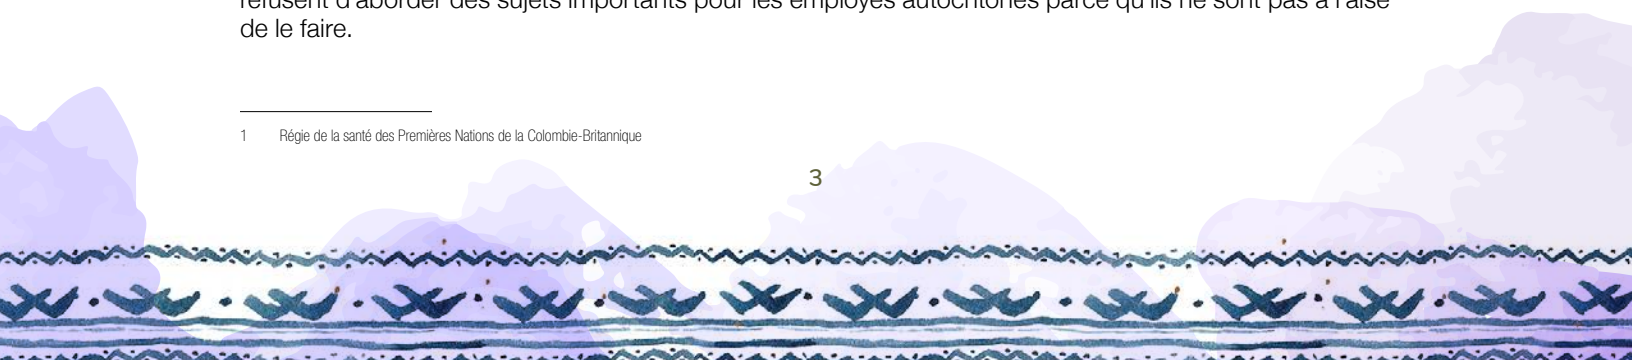 refusent d'aborder des sujets importants pour les employés autochtones parce qu'ils ne sont pas à l'aise
de le faire.
1 Régie de la santé des Premières Nations de la Colombie-Britannique
3